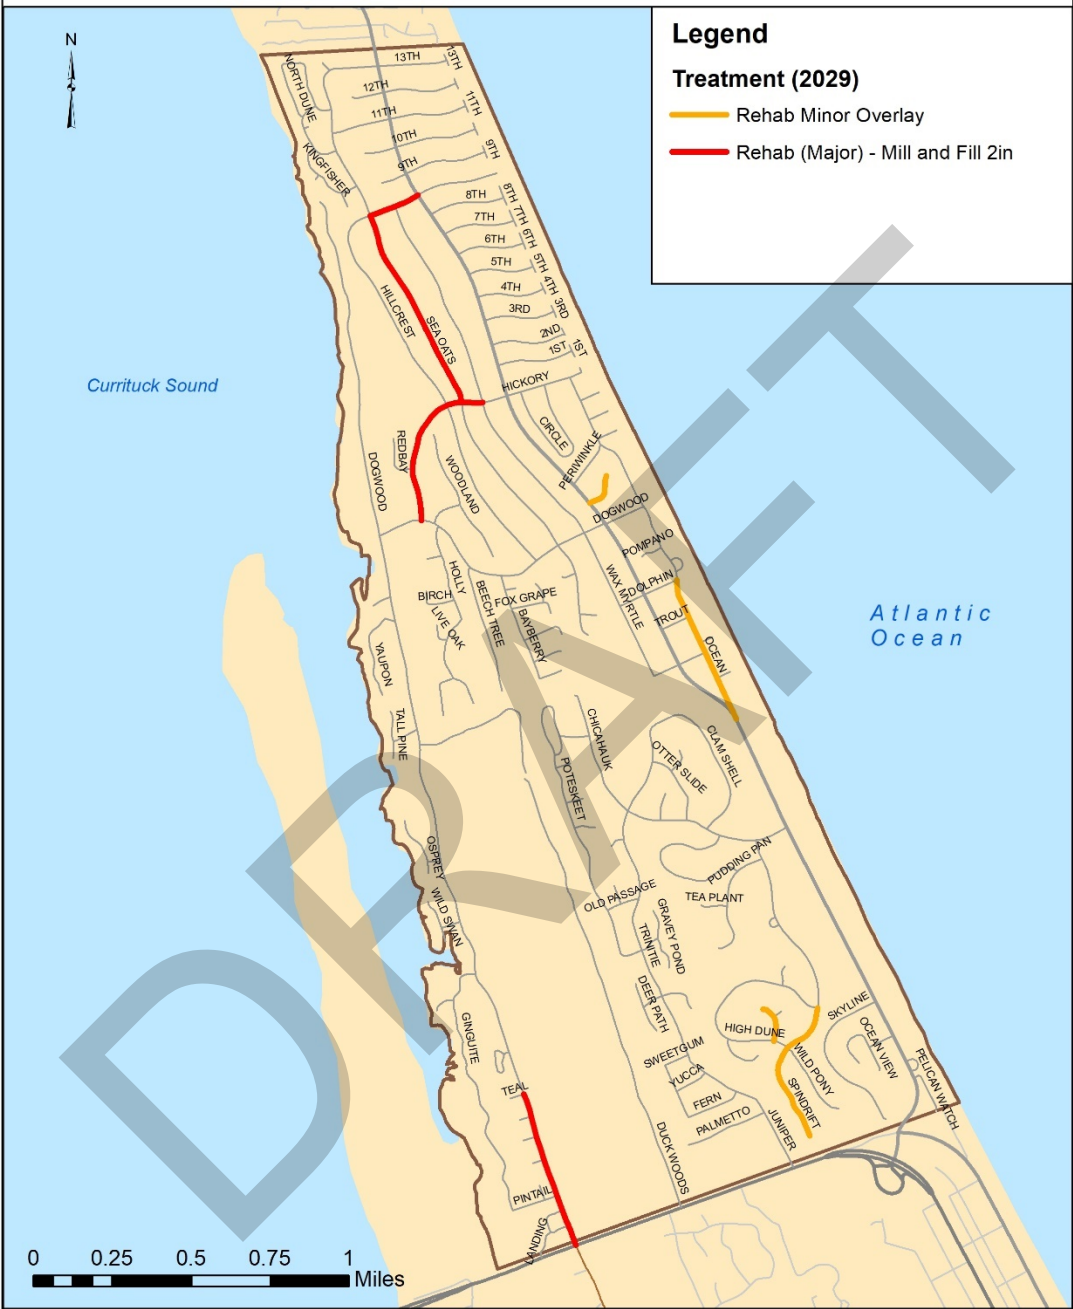 Legend
Treatment (2029)
Rehab Minor Overlay
Rehab (Major) - Mill and Fill 2in
N
13TH
13TH
NORTH DUNE
12TH
11TH
11TH
10TH
9TH
9TH
KINGFISHER
8TH
8TH
7TH
7TH
6TH
6TH
5TH
5TH
4TH
4TH
3RD
3RD
2ND
1ST
1ST
HILLCREST
SEA OATS
HICKORY
Currituck Sound
CIRCLE
PERIWINKLE
REDBAY
DOGWOOD
WOODLAND
DOGWOOD
POMPANO
DOLPHIN
WAX MYRTLE
TROUT
OCEAN
HOLLY
BIRCH
LIVE OAK
BEECH TREE
FOX GRAPE
BAYBERRY
Atlantic
Ocean
YAUPON
TALL PINE
CHICAHAUK
POTESKEET
OTTER SLIDE
CLAM SHELL
OSPREY
WILD SWAN
PUDDING PAN
OLD PASSAGE
TEA PLANT
GRAVEY POND
TRINITIE
DEER PATH
GINGUITE
HIGH DUNE
SKYLINE
OCEAN VIEW
WILD PONY
SPINDRIFT
PELICAN WATCH
SWEETGUM
YUCCA
FERN
PALMETTO
JUNIPER
TEAL
DUCK WOODS
PINTAIL
LANDING
DRAFT
0 0.25 0.5 0.75 1
Miles